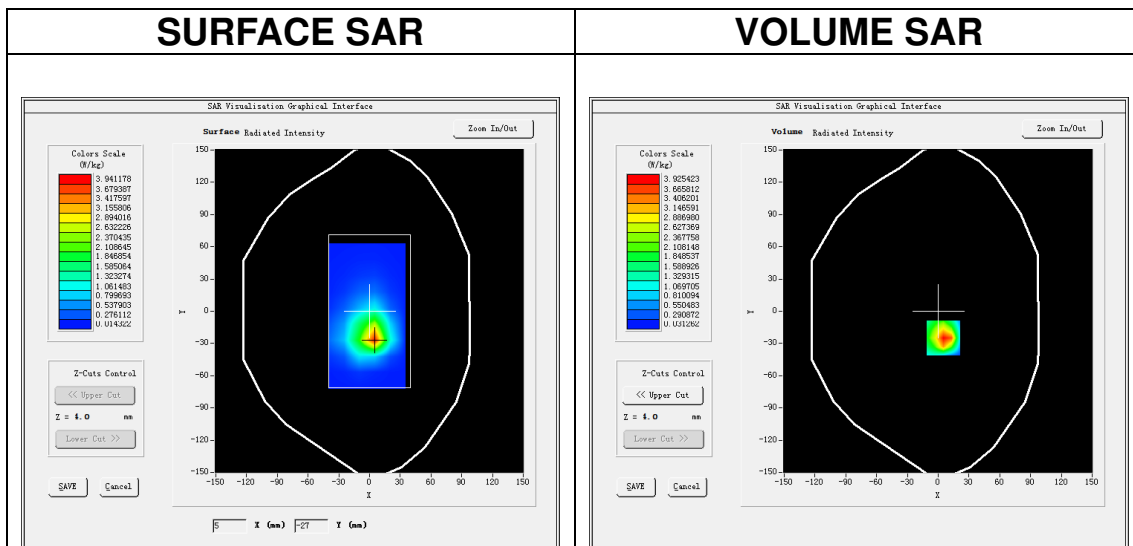 SURFACE SAR
VOLUME SAR
SAR Visualisation Graphical Interface
Surface Radiated Intensity
Zoom In/Out
Colors Scale
(W/kg)
3.941178
3.679387
3.417597
3.155806
2.894016
2.632226
2.370435
2.108645
1.846854
1.585064
1.323274
1.061483
0.799693
0.537903
0.276112
0.014322
150
120
90
60
30
0
-30
-60
-90
-120
-150
Y
-150 -120 -90 -60 -30 0 30 60 90 120 150
X
Z-Cuts Control
<< Upper Cut
Z = 4.0 mm
Lower Cut >>
SAVE Cancel
5 X (mm) -27 Y (mm)
SAR Visualisation Graphical Interface
Volume Radiated Intensity
Zoom In/Out
Colors Scale
(W/kg)
3.925423
3.665812
3.406201
3.146591
2.886980
2.627369
2.367758
2.108148
1.848537
1.588926
1.329315
1.069705
0.810094
0.550483
0.290872
0.031262
150
120
90
60
30
0
-30
-60
-90
-120
-150
Y
-150 -120 -90 -60 -30 0 30 60 90 120 150
X
Z-Cuts Control
<< Upper Cut
Z = 4.0 mm
Lower Cut >>
SAVE Cancel